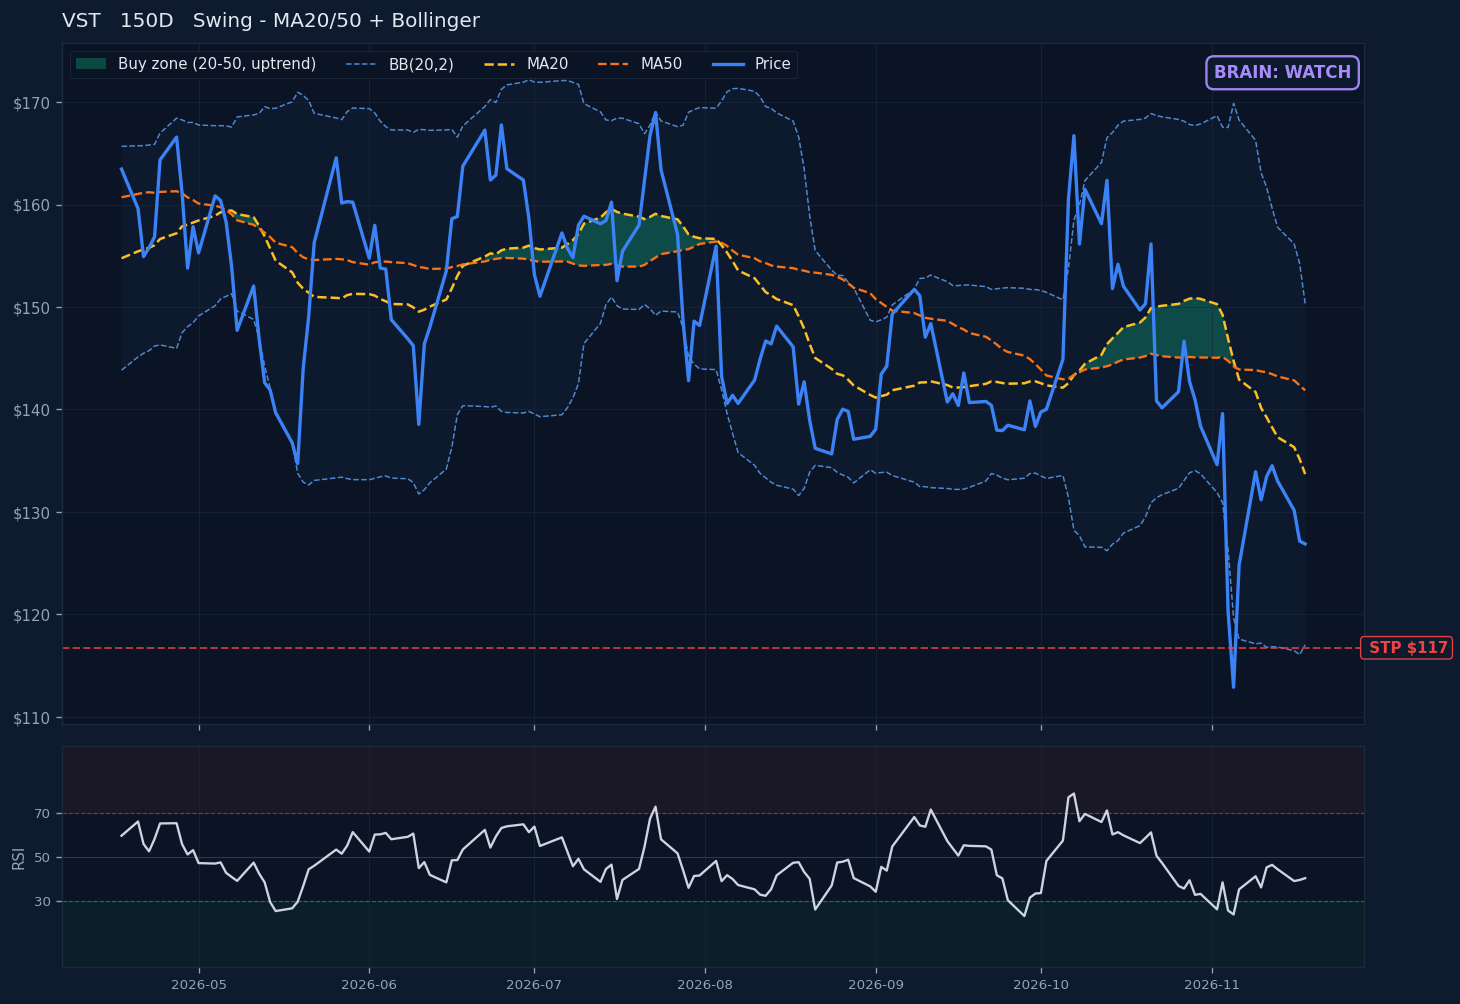 VST   150D   Swing - MA20/50 + Bollinger
Buy zone (20-50, uptrend)   BB(20,2)   MA20   MA50   Price
BRAIN: WATCH
$170
$160
$150
$140
$130
$120
$110
STP $117
RSI
70
50
30
2026-05   2026-06   2026-07   2026-08   2026-09   2026-10   2026-11